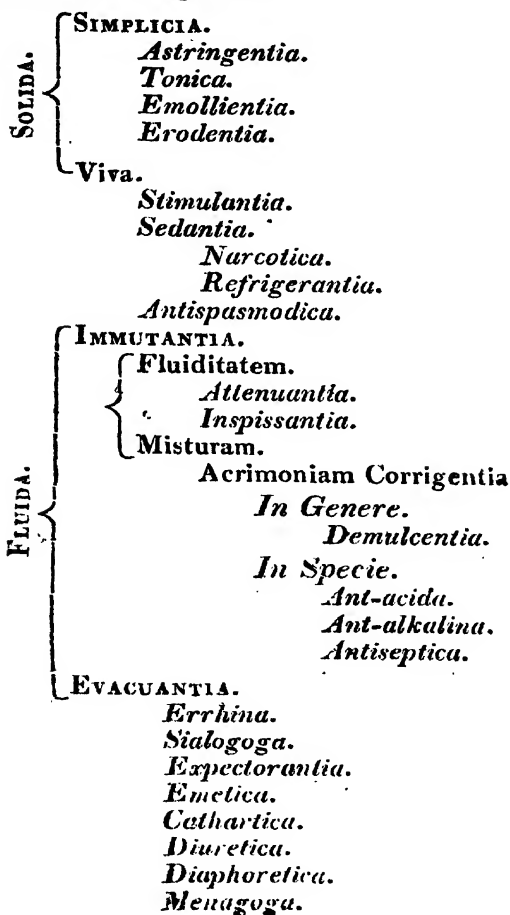 SOLIDA.
SIMPLICIA.
Astringentia.
Tonica.
Emollientia.
Erodentia.
Viva.
Stimulantia.
Sedantia.
Narcotica.
Refrigerantia.
Antispasmodica.
FLUIDA.
IMMUTANTIA.
Fluiditatem.
Attenuantia.
Inspissantia.
Misturam.
Acrimoniam Corrigentia
In Genere.
Demulcentia.
In Specie.
Ant-acida.
Ant-alkalina.
Antiseptica.
EVACUANTIA.
Errhina.
Sialogoga.
Expectorantia.
Emetica.
Cathartica.
Diuretica.
Diaphoretica.
Menagoga.